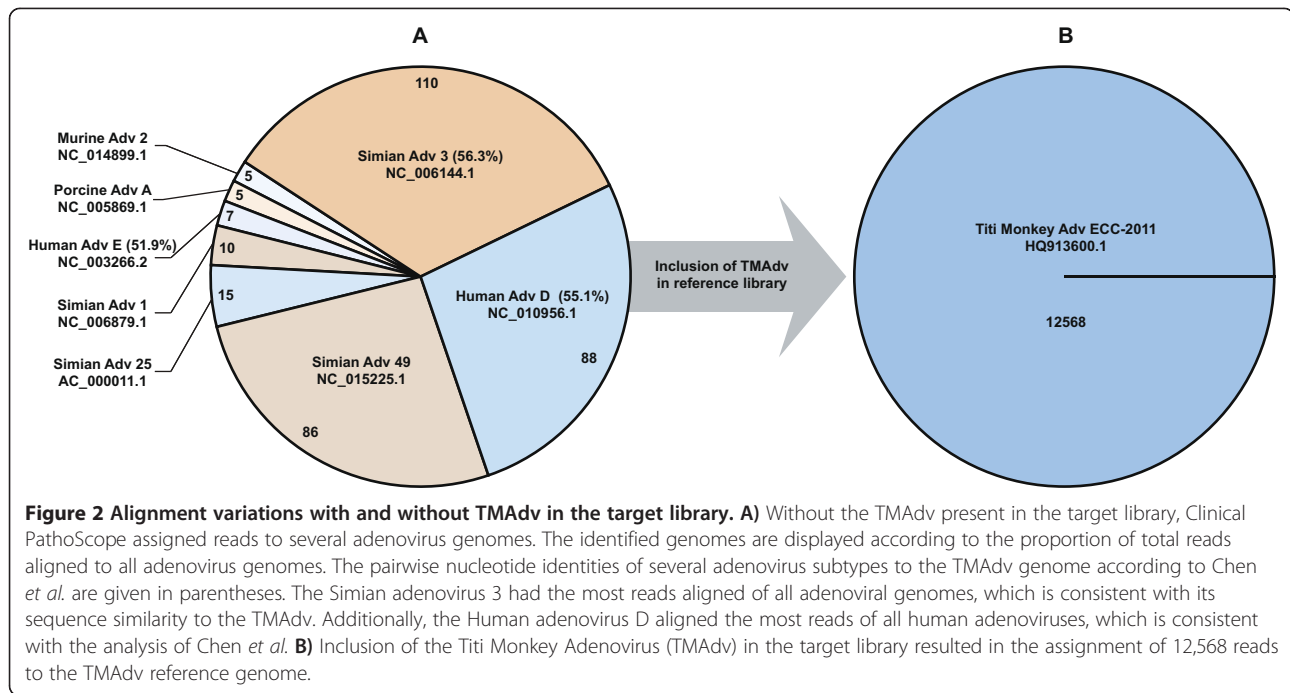 A
B
110
Simian Adv 3 (56.3%)
NC_006144.1
Murine Adv 2
NC_014899.1
5
Porcine Adv A
NC_005869.1
5
Human Adv E (51.9%)
NC_003266.2
7
Simian Adv 1
NC_006879.1
10
Simian Adv 25
AC_000011.1
15
Simian Adv 49
NC_015225.1
86
Human Adv D (55.1%)
NC_010956.1
88
Inclusion of TMAdv
in reference library
Titi Monkey Adv ECC-2011
HQ913600.1
12568
Figure 2 Alignment variations with and without TMAdv in the target library. A) Without the TMAdv present in the target library, Clinical
PathoScope assigned reads to several adenovirus genomes. The identified genomes are displayed according to the proportion of total reads
aligned to all adenovirus genomes. The pairwise nucleotide identities of several adenovirus subtypes to the TMAdv genome according to Chen
et al. are given in parentheses. The Simian adenovirus 3 had the most reads aligned of all adenoviral genomes, which is consistent with its
sequence similarity to the TMAdv. Additionally, the Human adenovirus D aligned the most reads of all human adenoviruses, which is consistent
with the analysis of Chen et al. B) Inclusion of the Titi Monkey Adenovirus (TMAdv) in the target library resulted in the assignment of 12,568 reads
to the TMAdv reference genome.